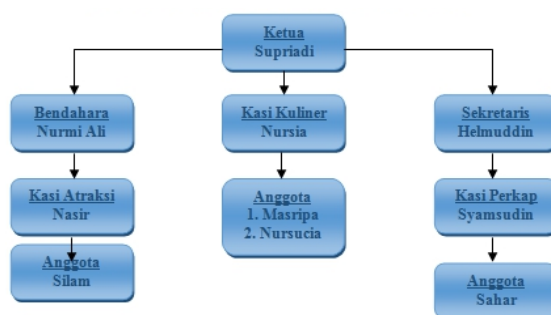 Ketua
Supriadi
Bendahara
Nurmi Ali
Kasi Kuliner
Nursia
Sekretaris
Helmuddin
Kasi Atraksi
Nasir
Anggota
1. Masripa
2. Nursucia
Kasi Perkap
Syamsudin
Anggota
Silam
Anggota
Sahar